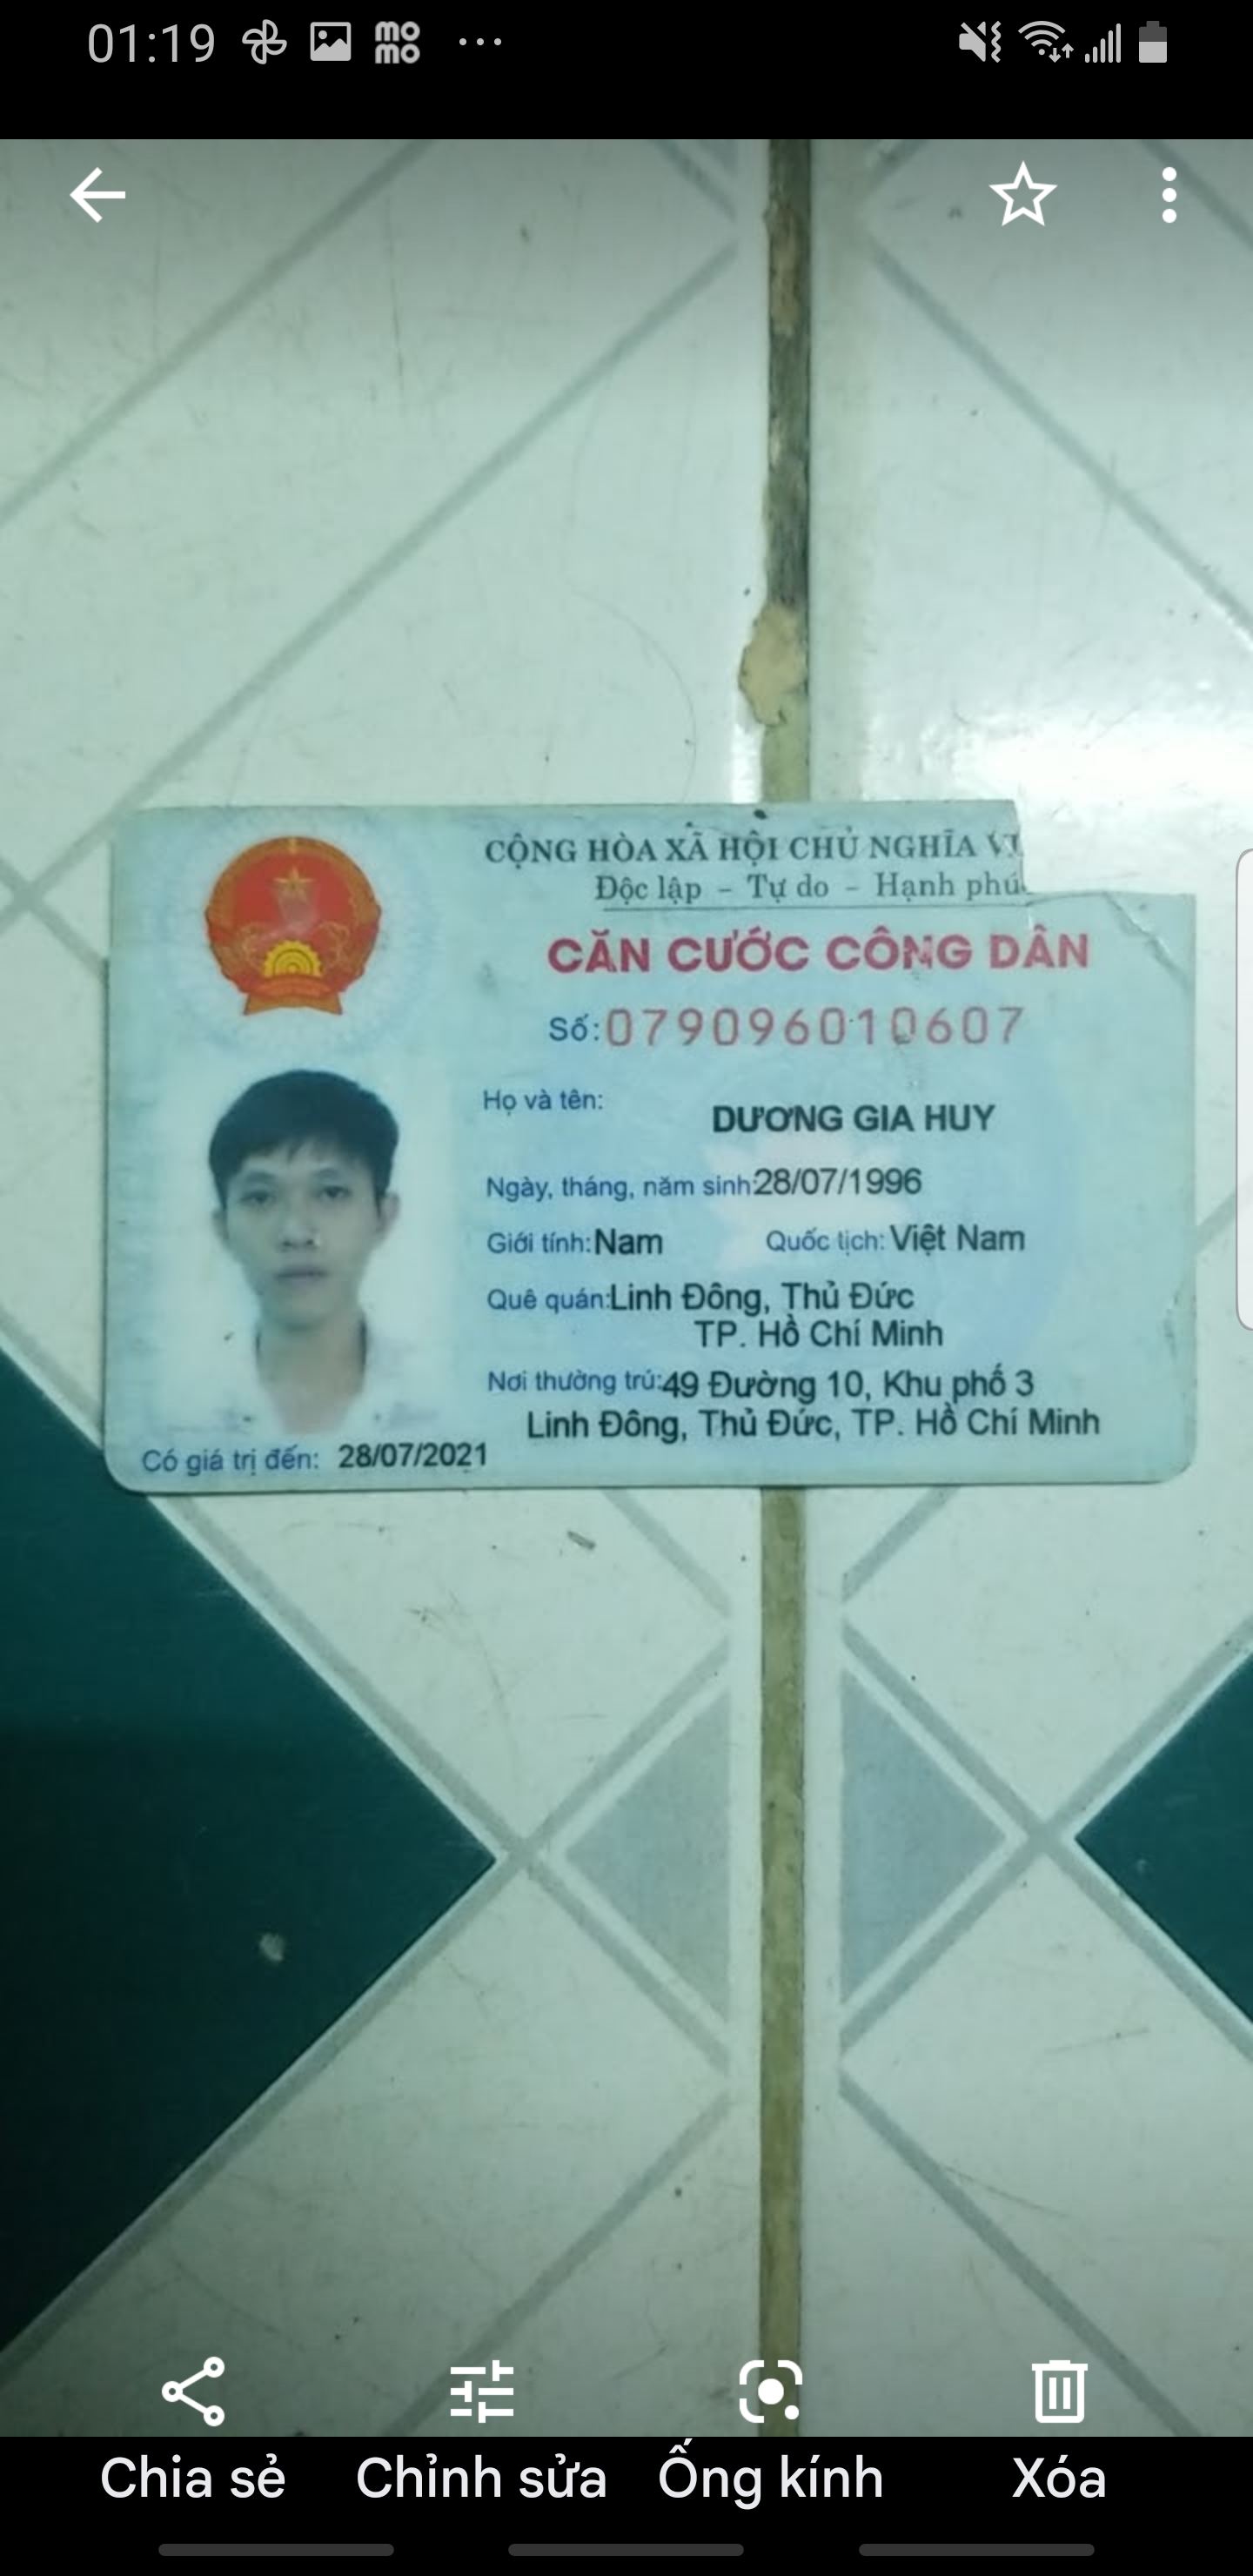 01:19
CỘNG HÒA XÃ HỘI CHỦ NGHĨA
Độc lập - Tự do - Hạnh phú
CĂN CƯỚC CÔNG DÂN
Số: 079096010607
Họ và tên:
DƯƠNG GIA HUY
Ngày, tháng, năm sinh: 28/07/1996
Giới tính: Nam Quốc tịch: Việt Nam
Quê quán: Linh Đông, Thủ Đức
TP. Hồ Chí Minh
Nơi thường trú: 49 Đường 10, Khu phố 3
Linh Đông, Thủ Đức, TP. Hồ Chí Minh
Có giá trị đến: 28/07/2021
Chia sẻ Chỉnh sửa Ống kính Xóa